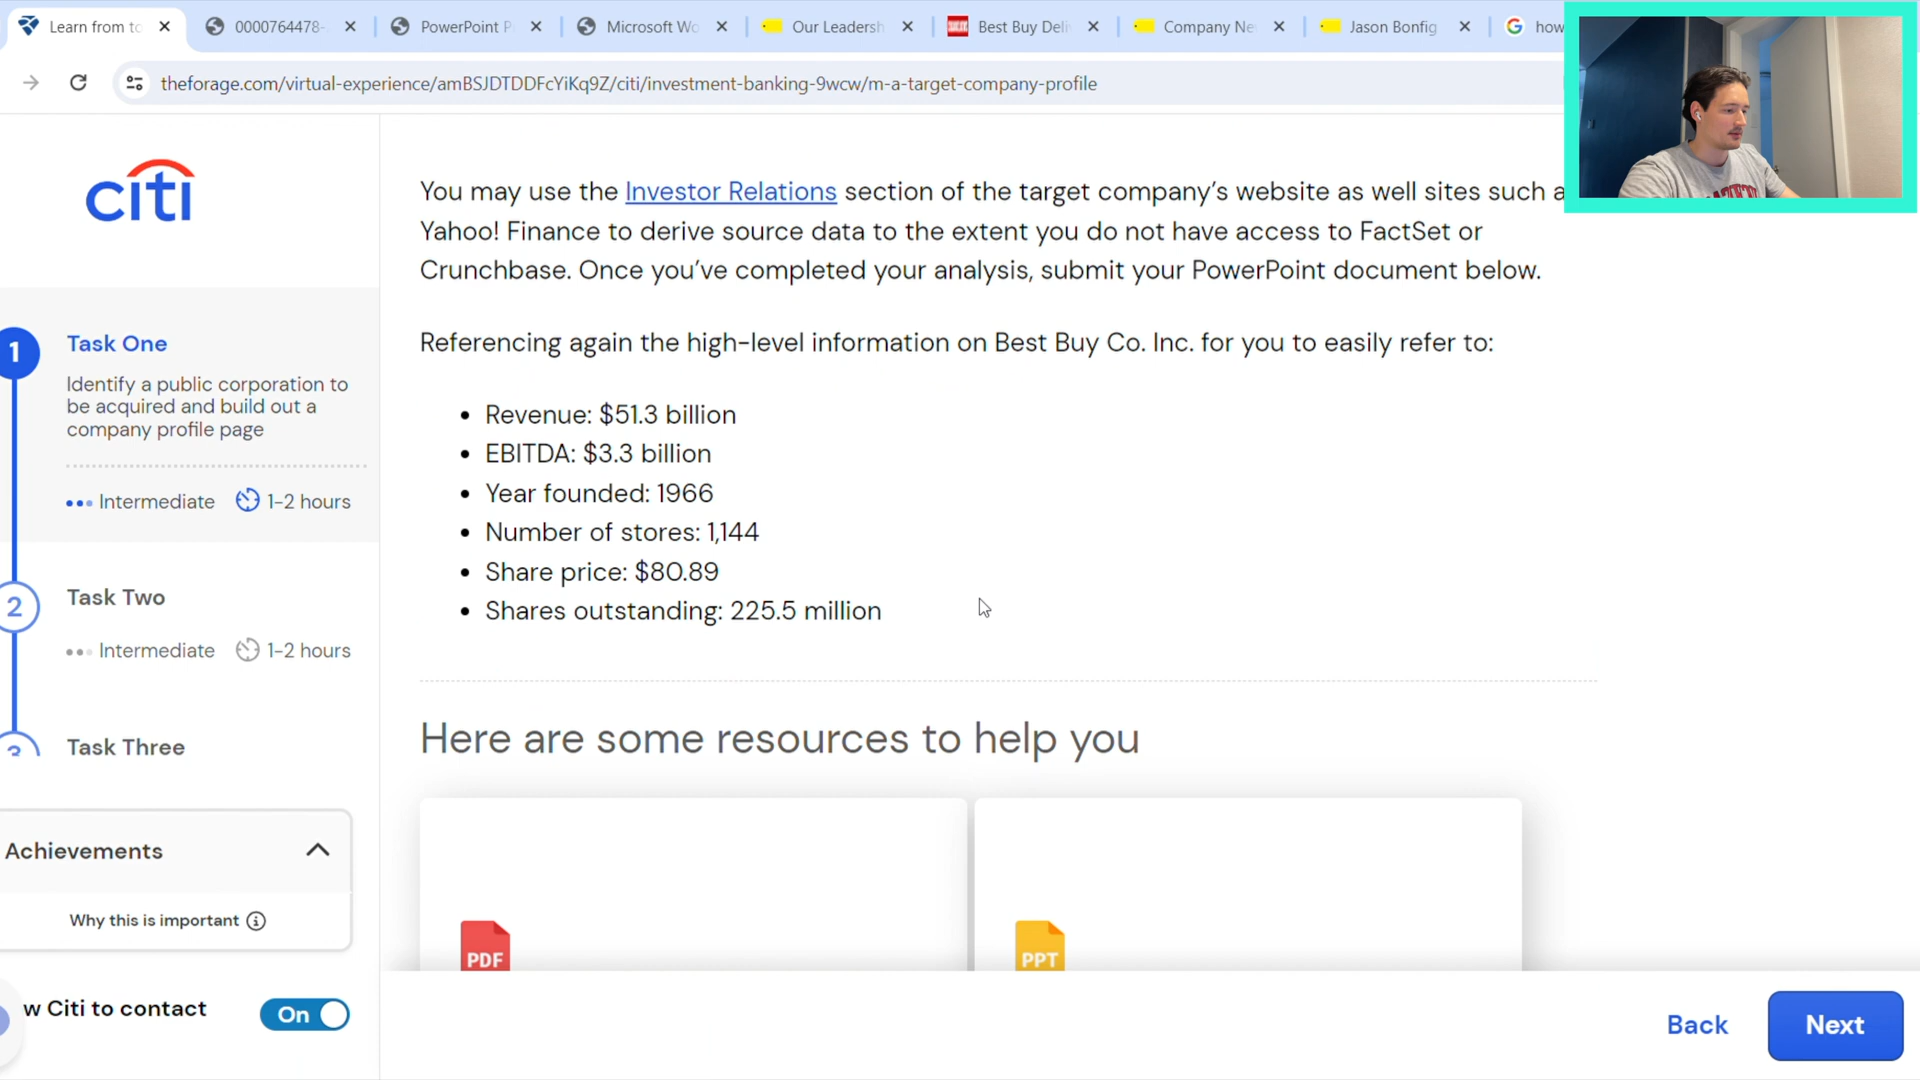 Learn from to
0000764478-
PowerPoint P
Microsoft Wo
Our Leadersh
Best Buy Deli
Company Ne
Jason Bonfig
how
theforage.com/virtual-experience/amBSJDTDDFcYiKq9Z/citi/investment-banking-9wcw/m-a-target-company-profile
citi
1
Task One
Identify a public corporation to
be acquired and build out a
company profile page
Intermediate
1-2 hours
2
Task Two
Intermediate
1-2 hours
3
Task Three
Achievements
Why this is important
w Citi to contact
On
You may use the Investor Relations section of the target company's website as well sites such a
Yahoo! Finance to derive source data to the extent you do not have access to FactSet or
Crunchbase. Once you've completed your analysis, submit your PowerPoint document below.
Referencing again the high-level information on Best Buy Co. Inc. for you to easily refer to:
• Revenue: $51.3 billion
• EBITDA: $3.3 billion
• Year founded: 1966
• Number of stores: 1,144
• Share price: $80.89
• Shares outstanding: 225.5 million
Here are some resources to help you
PDF
PPT
Back
Next